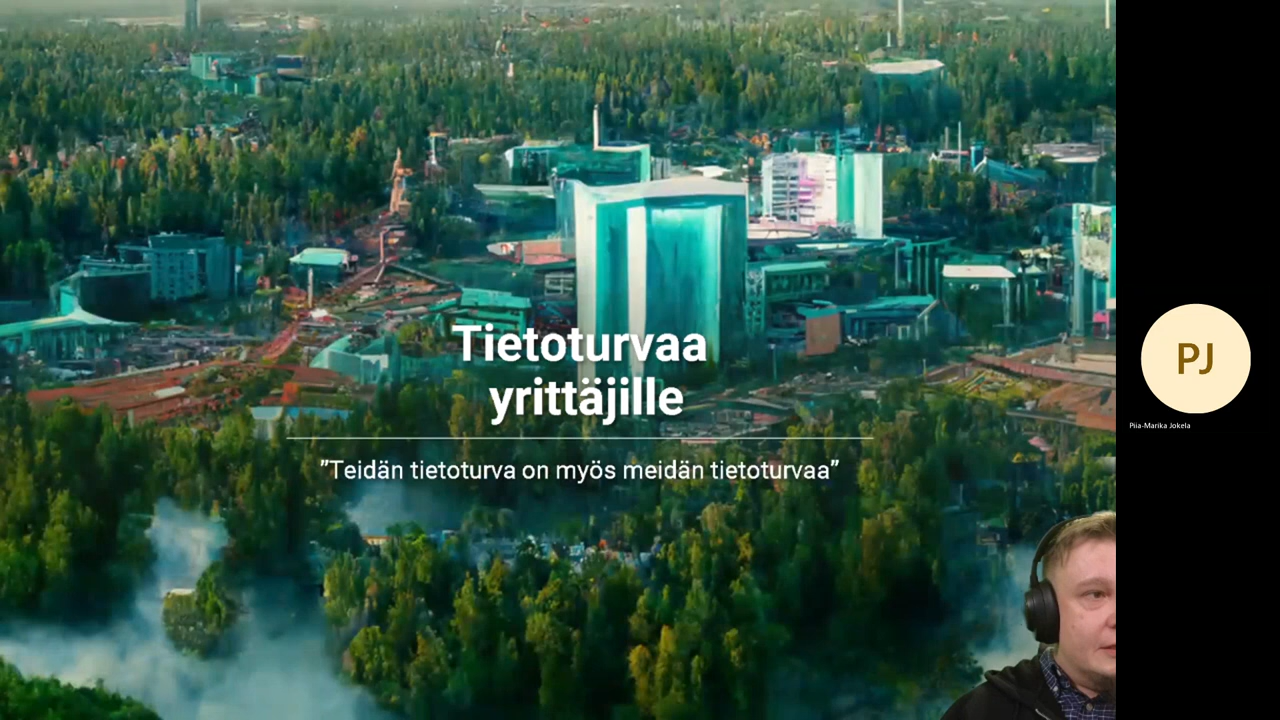 Tietoturvaa
yrittäjille
”Teidän tietoturva on myös meidän tietoturvaa”
PJ
Piia-Marika Jokela